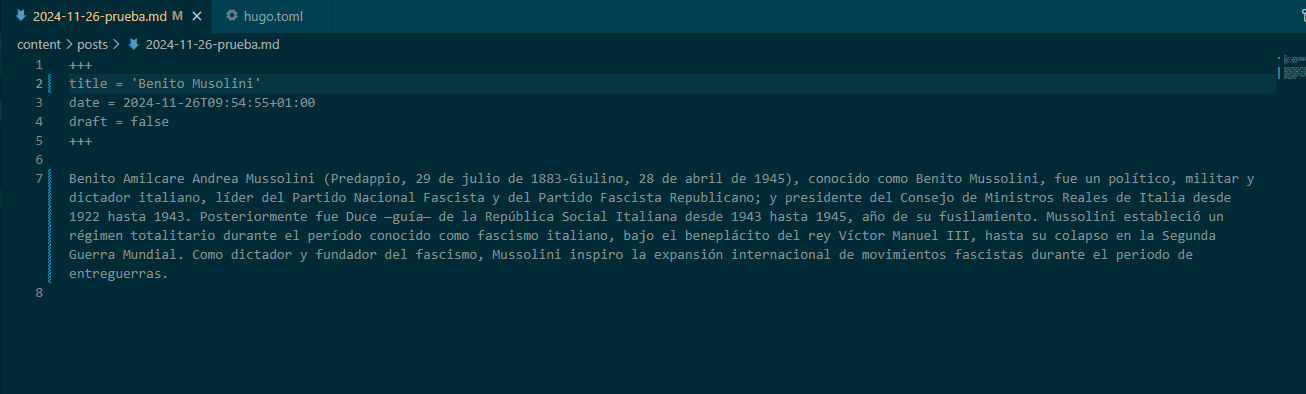 2024-11-26-prueba.md M × hugo.toml
content > posts > 2024-11-26-prueba.md
1 +++
2 title = 'Benito Musolini'
3 date = 2024-11-26T09:54:55+01:00
4 draft = false
5 +++
6
7 Benito Amilcare Andrea Mussolini (Predappio, 29 de julio de 1883-Giulino, 28 de abril de 1945), conocido como Benito Mussolini, fue un político, militar y
dictador italiano, líder del Partido Nacional Fascista y del Partido Fascista Republicano; y presidente del Consejo de Ministros Reales de Italia desde
1922 hasta 1943. Posteriormente fue Duce —guía— de la República Social Italiana desde 1943 hasta 1945, año de su fusilamiento. Mussolini estableció un
régimen totalitario durante el período conocido como fascismo italiano, bajo el beneplácito del rey Víctor Manuel III, hasta su colapso en la Segunda
Guerra Mundial. Como dictador y fundador del fascismo, Mussolini inspiro la expansión internacional de movimientos fascistas durante el periodo de
entreguerras.
8